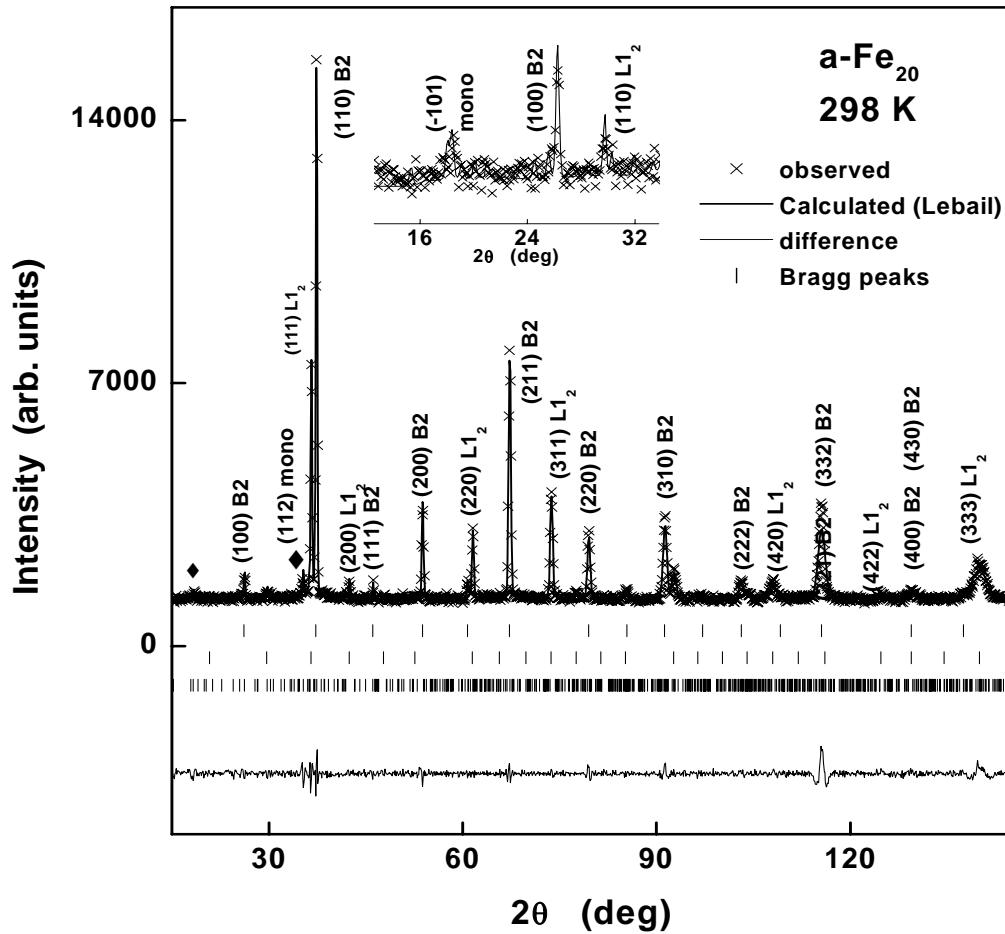 a-Fe₂₀
298 K
× observed
Calculated (Lebail)
difference
| Bragg peaks
Intensity (arb. units)
14000
7000
0
(-101) mono
(100) B2
(110) L1₂
16
24
32
2θ (deg)
(100) B2
(112) mono
(111) L1₂
(110) B2
(200) L1₂
(111) B2
(200) B2
(220) L1₂
(211) B2
(311) L1₂
(220) B2
(310) B2
(222) B2
(420) L1₂
(332) B2
B2
(422) L1₂
(400) B2
(430) B2
(333) L1₂
30
60
90
120
2θ (deg)